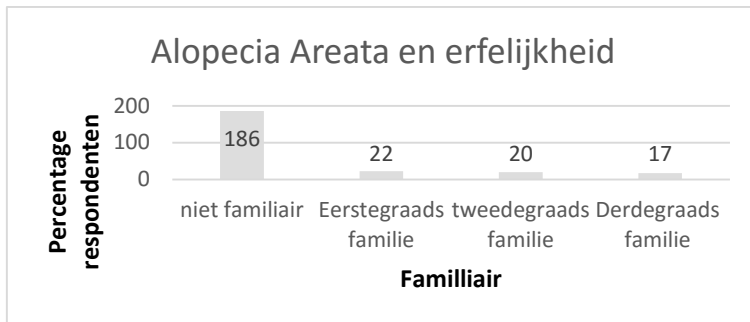 Alopecia Areata en erfelijkheid
Percentage
respondenten
200
100
0
186
22
20
17
niet familiair
Eerstegraads
familie
tweedegraads
familie
Derdegraads
familie
Familliair